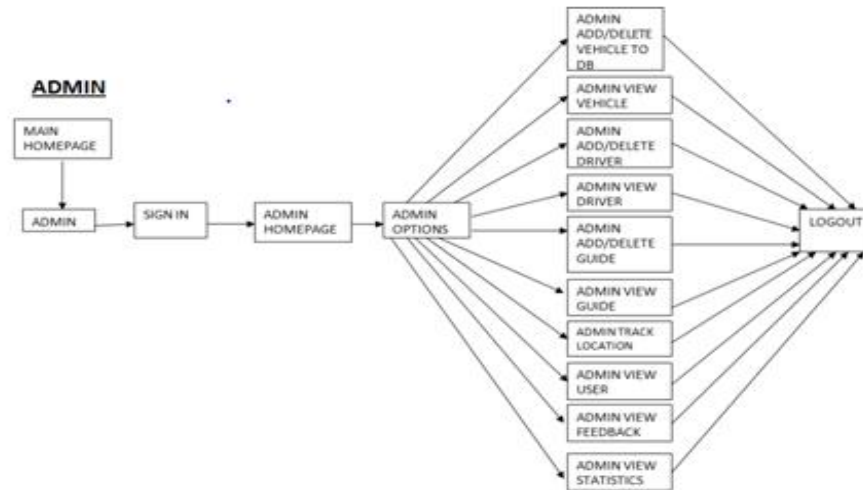 ADMIN
MAIN
HOMEPAGE
ADMIN
SIGN IN
ADMIN
HOMEPAGE
ADMIN
OPTIONS
ADMIN
ADD/DELETE
VEHICLE TO
DB
ADMIN VIEW
VEHICLE
ADMIN
ADD/DELETE
DRIVER
ADMIN VIEW
DRIVER
ADMIN
ADD/DELETE
GUIDE
ADMIN VIEW
GUIDE
ADMIN TRACK
LOCATION
ADMIN VIEW
USER
ADMIN VIEW
FEEDBACK
ADMIN VIEW
STATISTICS
LOGOUT